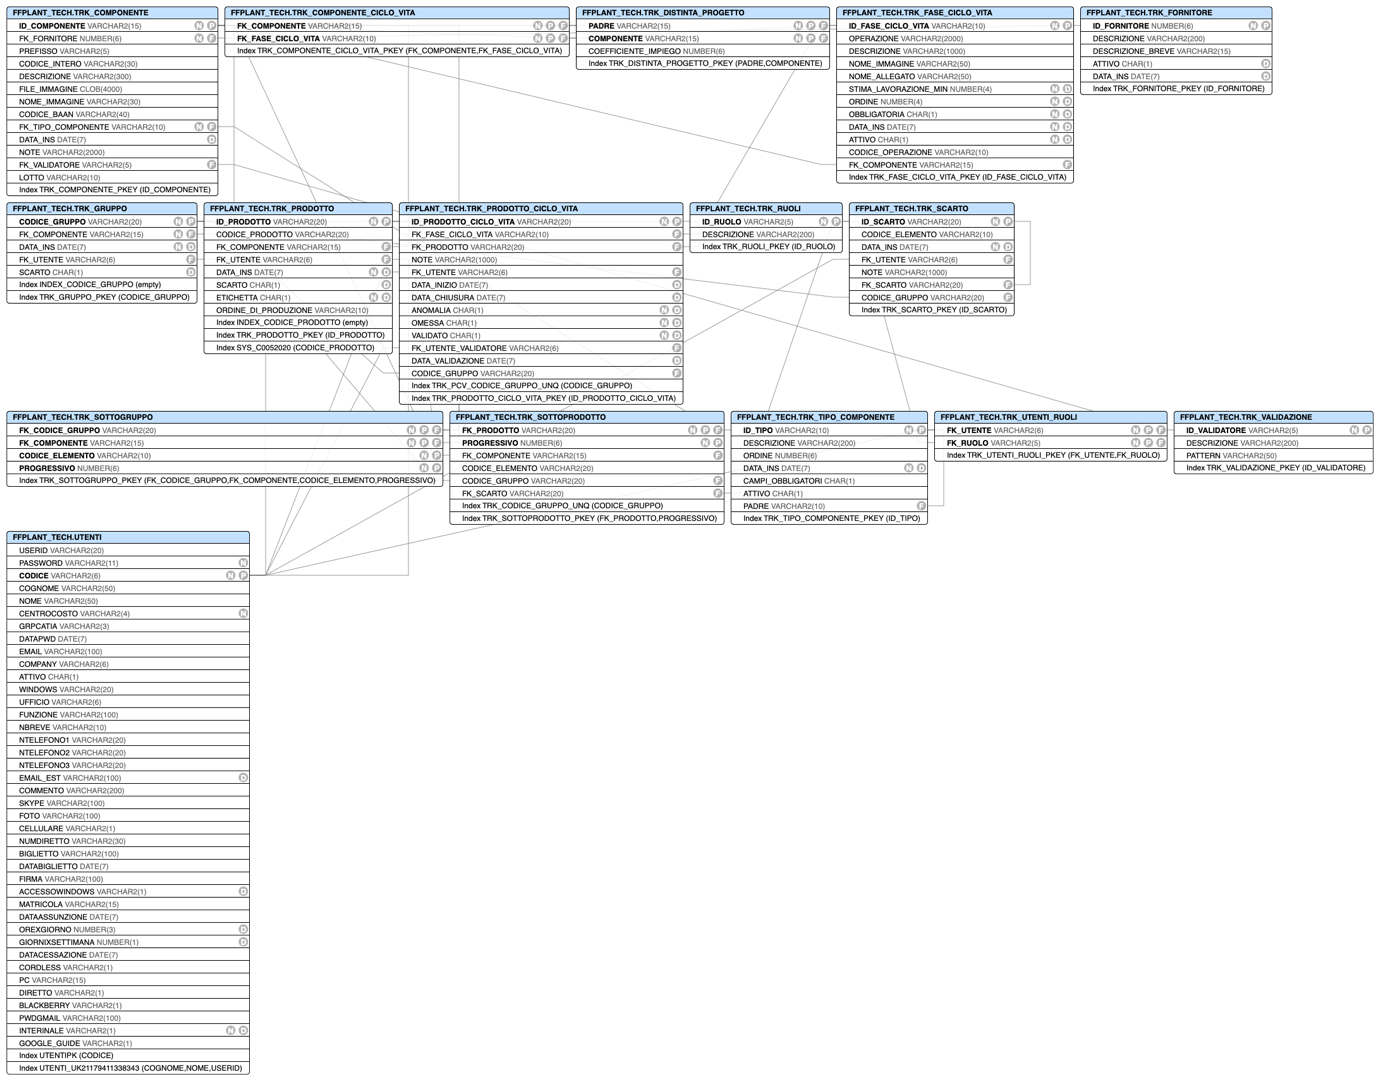 FFPLANT_TECH.TRK_COMPONENTE
ID_COMPONENTE VARCHAR2(15) N P
FK_FORNITORE NUMBER(6) N F
PREFISSO VARCHAR2(5)
CODICE_INTERO VARCHAR2(30)
DESCRIZIONE VARCHAR2(300)
FILE_IMMAGINE CLOB(4000)
NOME_IMMAGINE VARCHAR2(30)
CODICE_BAAN VARCHAR2(40)
FK_TIPO_COMPONENTE VARCHAR2(10) N F
DATA_INS DATE(7) D
NOTE VARCHAR2(2000)
FK_VALIDATORE VARCHAR2(5) F
LOTTO VARCHAR2(10)
Index TRK_COMPONENTE_PKEY (ID_COMPONENTE)
FFPLANT_TECH.TRK_COMPONENTE_CICLO_VITA
FK_COMPONENTE VARCHAR2(15) N P F
FK_FASE_CICLO_VITA VARCHAR2(10) N P F
Index TRK_COMPONENTE_CICLO_VITA_PKEY (FK_COMPONENTE,FK_FASE_CICLO_VITA)
FFPLANT_TECH.TRK_DISTINTA_PROGETTO
PADRE VARCHAR2(15) N P F
COMPONENTE VARCHAR2(15) N P F
COEFFICIENTE_IMPIEGO NUMBER(6)
Index TRK_DISTINTA_PROGETTO_PKEY (PADRE,COMPONENTE)
FFPLANT_TECH.TRK_FASE_CICLO_VITA
ID_FASE_CICLO_VITA VARCHAR2(10) N P
OPERAZIONE VARCHAR2(2000)
DESCRIZIONE VARCHAR2(1000)
NOME_IMMAGINE VARCHAR2(50)
NOME_ALLEGATO VARCHAR2(50)
STIMA_LAVORAZIONE_MIN NUMBER(4) N D
ORDINE NUMBER(4) N D
OBBLIGATORIA CHAR(1) N D
DATA_INS DATE(7) N D
ATTIVO CHAR(1) N D
CODICE_OPERAZIONE VARCHAR2(10)
FK_COMPONENTE VARCHAR2(15) F
Index TRK_FASE_CICLO_VITA_PKEY (ID_FASE_CICLO_VITA)
FFPLANT_TECH.TRK_FORNITORE
ID_FORNITORE NUMBER(6) N P
DESCRIZIONE VARCHAR2(200)
DESCRIZIONE_BREVE VARCHAR2(15)
ATTIVO CHAR(1) D
DATA_INS DATE(7) D
Index TRK_FORNITORE_PKEY (ID_FORNITORE)
FFPLANT_TECH.TRK_GRUPPO
CODICE_GRUPPO VARCHAR2(20) N P
FK_COMPONENTE VARCHAR2(15) N F
DATA_INS DATE(7) N D
FK_UTENTE VARCHAR2(6) F
SCARTO CHAR(1) D
Index INDEX_CODICE_GRUPPO (empty)
Index TRK_GRUPPO_PKEY (CODICE_GRUPPO)
FFPLANT_TECH.TRK_PRODOTTO
ID_PRODOTTO VARCHAR2(20) N P
CODICE_PRODOTTO VARCHAR2(20)
FK_COMPONENTE VARCHAR2(15) F
FK_UTENTE VARCHAR2(6) F
DATA_INS DATE(7) N D
SCARTO CHAR(1) D
ETICHETTA CHAR(1) N D
ORDINE_DI_PRODUZIONE VARCHAR2(10)
Index INDEX_CODICE_PRODOTTO (empty)
Index TRK_PRODOTTO_PKEY (ID_PRODOTTO)
Index SYS_C0052020 (CODICE_PRODOTTO)
FFPLANT_TECH.TRK_PRODOTTO_CICLO_VITA
ID_PRODOTTO_CICLO_VITA VARCHAR2(20) N P
FK_FASE_CICLO_VITA VARCHAR2(10) F
FK_PRODOTTO VARCHAR2(20) F
NOTE VARCHAR2(1000)
FK_UTENTE VARCHAR2(6) F
DATA_INIZIO DATE(7) D
DATA_CHIUSURA DATE(7) D
ANOMALIA CHAR(1) N D
OMESSA CHAR(1) N D
VALIDATO CHAR(1) N D
FK_UTENTE_VALIDATORE VARCHAR2(6) F
DATA_VALIDAZIONE DATE(7) D
CODICE_GRUPPO VARCHAR2(20) F
Index TRK_PCV_CODICE_GRUPPO_UNQ (CODICE_GRUPPO)
Index TRK_PRODOTTO_CICLO_VITA_PKEY (ID_PRODOTTO_CICLO_VITA)
FFPLANT_TECH.TRK_RUOLI
ID_RUOLO VARCHAR2(5) N P
DESCRIZIONE VARCHAR2(200)
Index TRK_RUOLI_PKEY (ID_RUOLO)
FFPLANT_TECH.TRK_SCARTO
ID_SCARTO VARCHAR2(20) N P
CODICE_ELEMENTO VARCHAR2(10)
DATA_INS DATE(7) N D
FK_UTENTE VARCHAR2(6) F
NOTE VARCHAR2(1000)
FK_SCARTO VARCHAR2(20) F
CODICE_GRUPPO VARCHAR2(20) F
Index TRK_SCARTO_PKEY (ID_SCARTO)
FFPLANT_TECH.TRK_SOTTOGRUPPO
FK_CODICE_GRUPPO VARCHAR2(20) N P F
FK_COMPONENTE VARCHAR2(15) N P F
CODICE_ELEMENTO VARCHAR2(10) N P
PROGRESSIVO NUMBER(6) N P
Index TRK_SOTTOGRUPPO_PKEY (FK_CODICE_GRUPPO,FK_COMPONENTE,CODICE_ELEMENTO,PROGRESSIVO)
FFPLANT_TECH.TRK_SOTTOPRODOTTO
FK_PRODOTTO VARCHAR2(20) N P F
PROGRESSIVO NUMBER(6) N P
FK_COMPONENTE VARCHAR2(15) F
CODICE_ELEMENTO VARCHAR2(20)
CODICE_GRUPPO VARCHAR2(20) F
FK_SCARTO VARCHAR2(20) F
Index TRK_CODICE_GRUPPO_UNQ (CODICE_GRUPPO)
Index TRK_SOTTOPRODOTTO_PKEY (FK_PRODOTTO,PROGRESSIVO)
FFPLANT_TECH.TRK_TIPO_COMPONENTE
ID_TIPO VARCHAR2(10) N P
DESCRIZIONE VARCHAR2(200)
ORDINE NUMBER(6)
DATA_INS DATE(7) N D
CAMPI_OBBLIGATORI CHAR(1)
ATTIVO CHAR(1)
PADRE VARCHAR2(10) F
Index TRK_TIPO_COMPONENTE_PKEY (ID_TIPO)
FFPLANT_TECH.TRK_UTENTI_RUOLI
FK_UTENTE VARCHAR2(6) N P F
FK_RUOLO VARCHAR2(5) N P F
Index TRK_UTENTI_RUOLI_PKEY (FK_UTENTE,FK_RUOLO)
FFPLANT_TECH.TRK_VALIDAZIONE
ID_VALIDATORE VARCHAR2(5) N P
DESCRIZIONE VARCHAR2(200)
PATTERN VARCHAR2(50)
Index TRK_VALIDAZIONE_PKEY (ID_VALIDATORE)
FFPLANT_TECH.UTENTI
USERID VARCHAR2(20)
PASSWORD VARCHAR2(11) N
CODICE VARCHAR2(6) N P
COGNOME VARCHAR2(50)
NOME VARCHAR2(50)
CENTROCOSTO VARCHAR2(4) N
GRPCATIA VARCHAR2(3)
DATAPWD DATE(7)
EMAIL VARCHAR2(100)
COMPANY VARCHAR2(6)
ATTIVO CHAR(1)
WINDOWS VARCHAR2(20)
UFFICIO VARCHAR2(6)
FUNZIONE VARCHAR2(100)
NBREVE VARCHAR2(10)
NTELEFONO1 VARCHAR2(20)
NTELEFONO2 VARCHAR2(20)
NTELEFONO3 VARCHAR2(20)
EMAIL_EST VARCHAR2(100) D
COMMENTO VARCHAR2(200)
SKYPE VARCHAR2(100)
FOTO VARCHAR2(100)
CELLULARE VARCHAR2(1)
NUMDIRETTO VARCHAR2(30)
BIGLIETTO VARCHAR2(100)
DATABIGLIETTO DATE(7)
FIRMA VARCHAR2(100)
ACCESSOWINDOWS VARCHAR2(1) D
MATRICOLA VARCHAR2(15)
DATAASSUNZIONE DATE(7)
OREXGIORNO NUMBER(3) D
GIORNIXSETTIMANA NUMBER(1) D
DATACESSAZIONE DATE(7)
CORDLESS VARCHAR2(1)
PC VARCHAR2(15)
DIRETTO VARCHAR2(1)
BLACKBERRY VARCHAR2(1)
PWDGMAIL VARCHAR2(100)
INTERINALE VARCHAR2(1) N D
GOOGLE_GUIDE VARCHAR2(1)
Index UTENTIPK (CODICE)
Index UTENTI_UK21179411338343 (COGNOME,NOME,USERID)